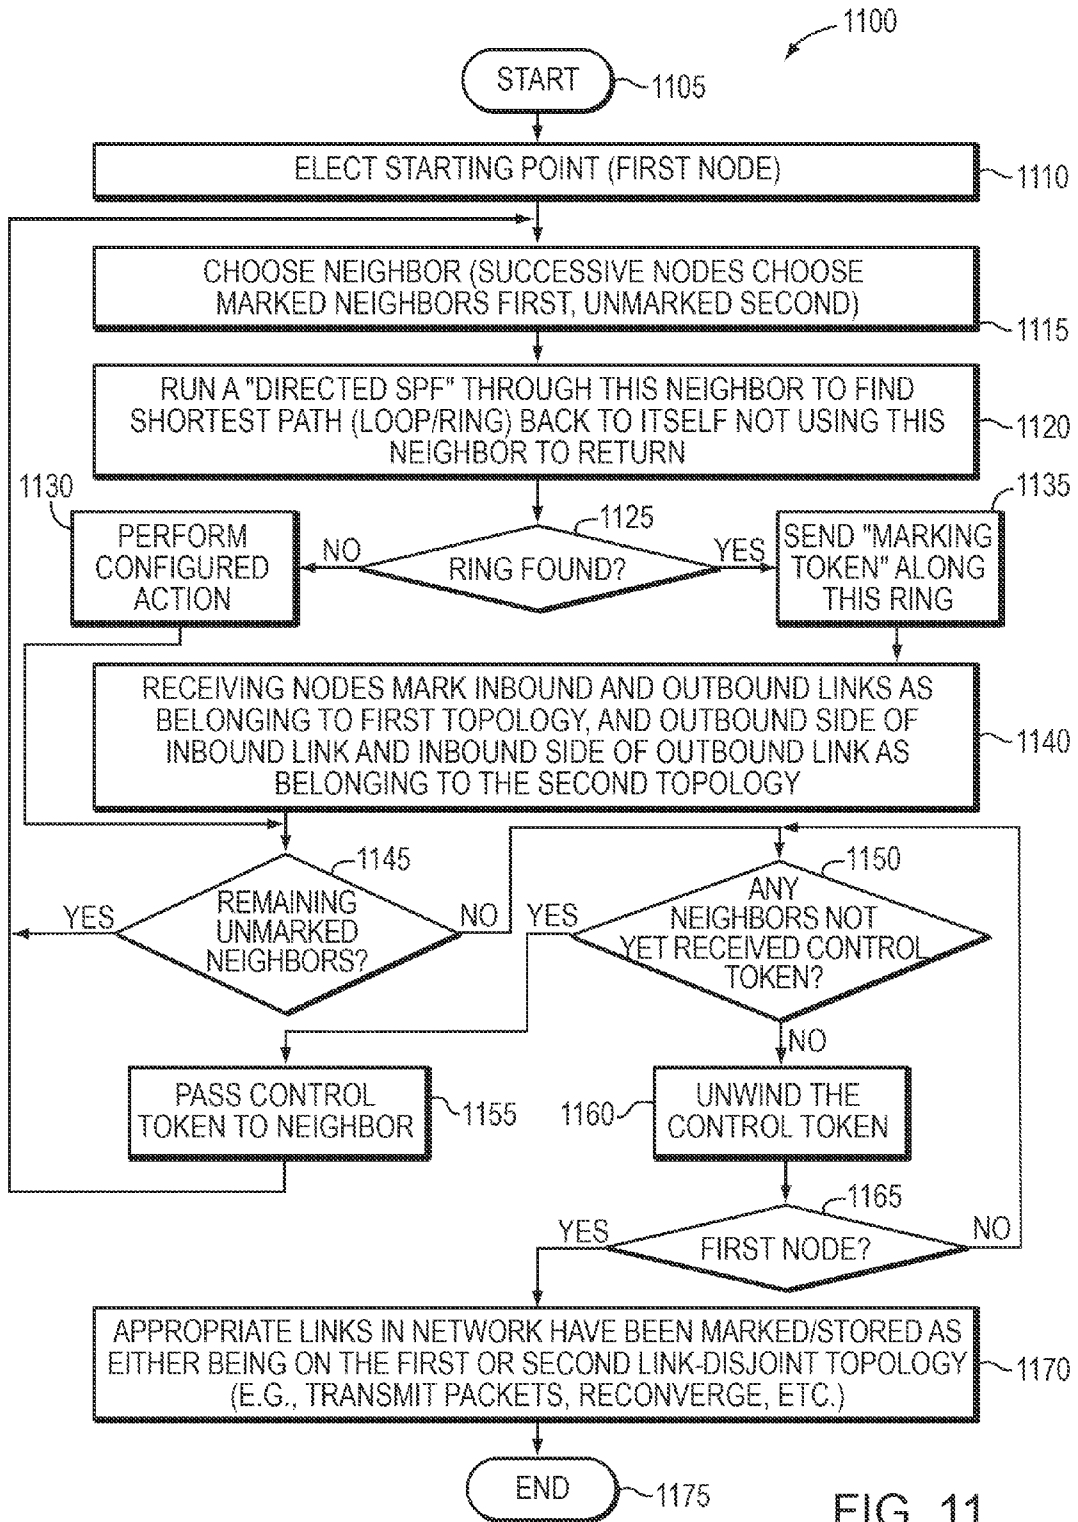 1100
START
1105
ELECT STARTING POINT (FIRST NODE)
1110
CHOOSE NEIGHBOR (SUCCESSIVE NODES CHOOSE
MARKED NEIGHBORS FIRST, UNMARKED SECOND)
1115
RUN A "DIRECTED SPF" THROUGH THIS NEIGHBOR TO FIND
SHORTEST PATH (LOOP/RING) BACK TO ITSELF NOT USING THIS
NEIGHBOR TO RETURN
1120
1130
PERFORM
CONFIGURED
ACTION
NO
1125
RING FOUND?
YES
1135
SEND "MARKING
TOKEN" ALONG
THIS RING
RECEIVING NODES MARK INBOUND AND OUTBOUND LINKS AS
BELONGING TO FIRST TOPOLOGY, AND OUTBOUND SIDE OF
INBOUND LINK AND INBOUND SIDE OF OUTBOUND LINK AS
BELONGING TO THE SECOND TOPOLOGY
1140
1145
YES
REMAINING
UNMARKED
NEIGHBORS?
NO
1150
YES
ANY
NEIGHBORS NOT
YET RECEIVED CONTROL
TOKEN?
NO
PASS CONTROL
TOKEN TO NEIGHBOR
1155
1160
UNWIND THE
CONTROL TOKEN
1165
YES
FIRST NODE?
NO
APPROPRIATE LINKS IN NETWORK HAVE BEEN MARKED/STORED AS
EITHER BEING ON THE FIRST OR SECOND LINK-DISJOINT TOPOLOGY
(E.G., TRANSMIT PACKETS, RECONVERGE, ETC.)
1170
END
1175
FIG. 11